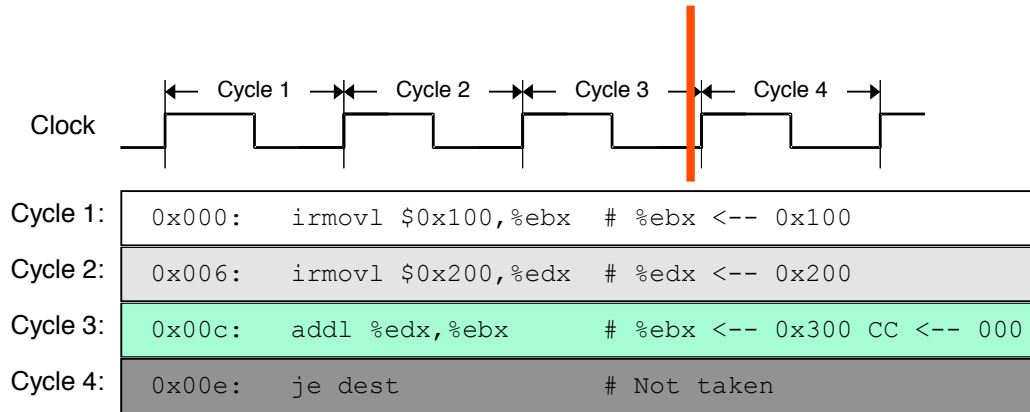 Cycle 1 Cycle 2 Cycle 3 Cycle 4
Clock
Cycle 1: 0x000: irmovl $0x100,%ebx # %ebx <-- 0x100
Cycle 2: 0x006: irmovl $0x200,%edx # %edx <-- 0x200
Cycle 3: 0x00c: addl %edx,%ebx # %ebx <-- 0x300 CC <-- 000
Cycle 4: 0x00e: je dest # Not taken